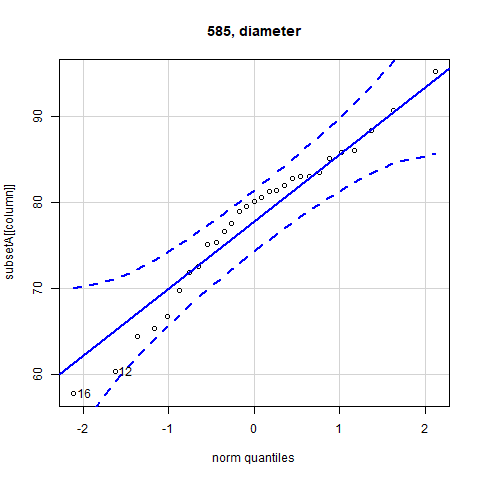 585, diameter
subsetA[[column]]
90
80
70
60
16
12
-2 -1 0 1 2
norm quantiles